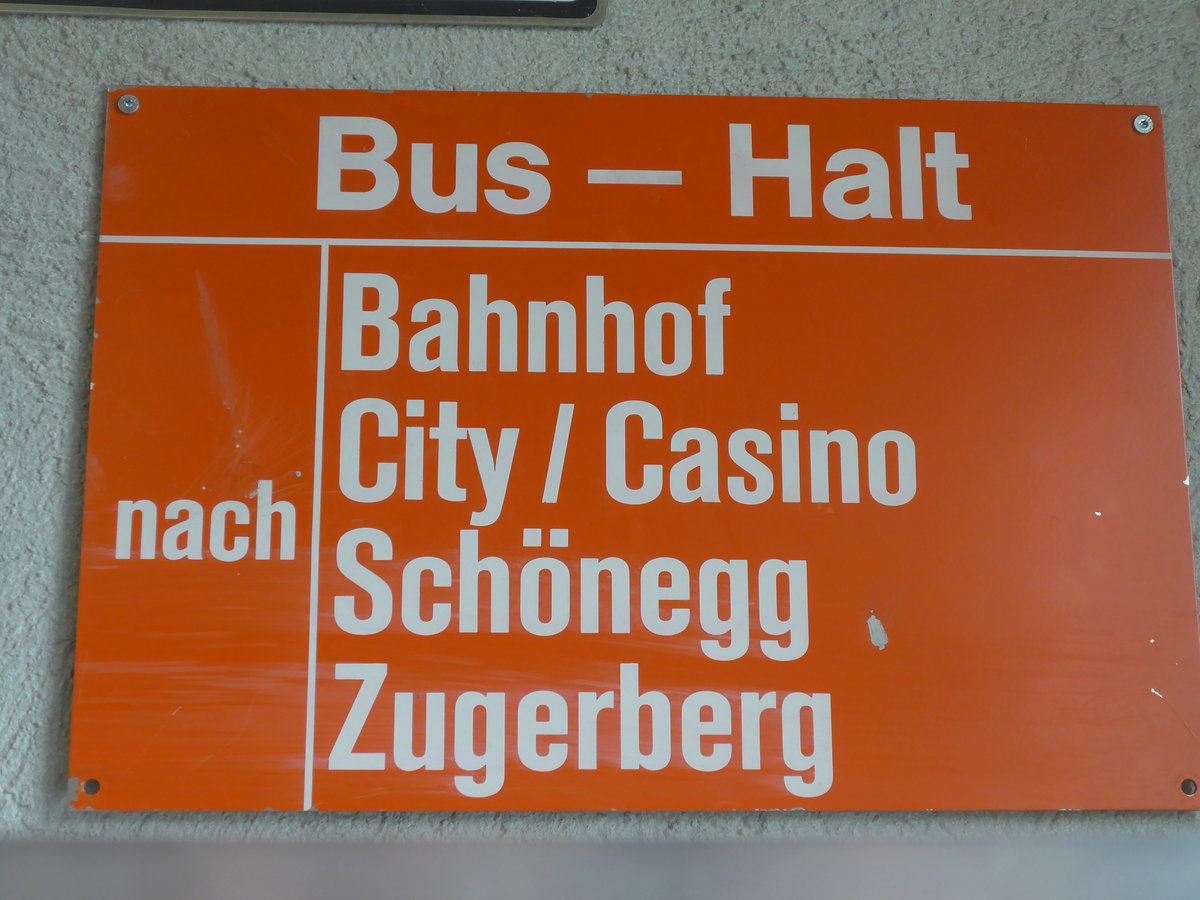 Bus — Halt
nach
Bahnhof
City / Casino
Schönegg
Zugerberg